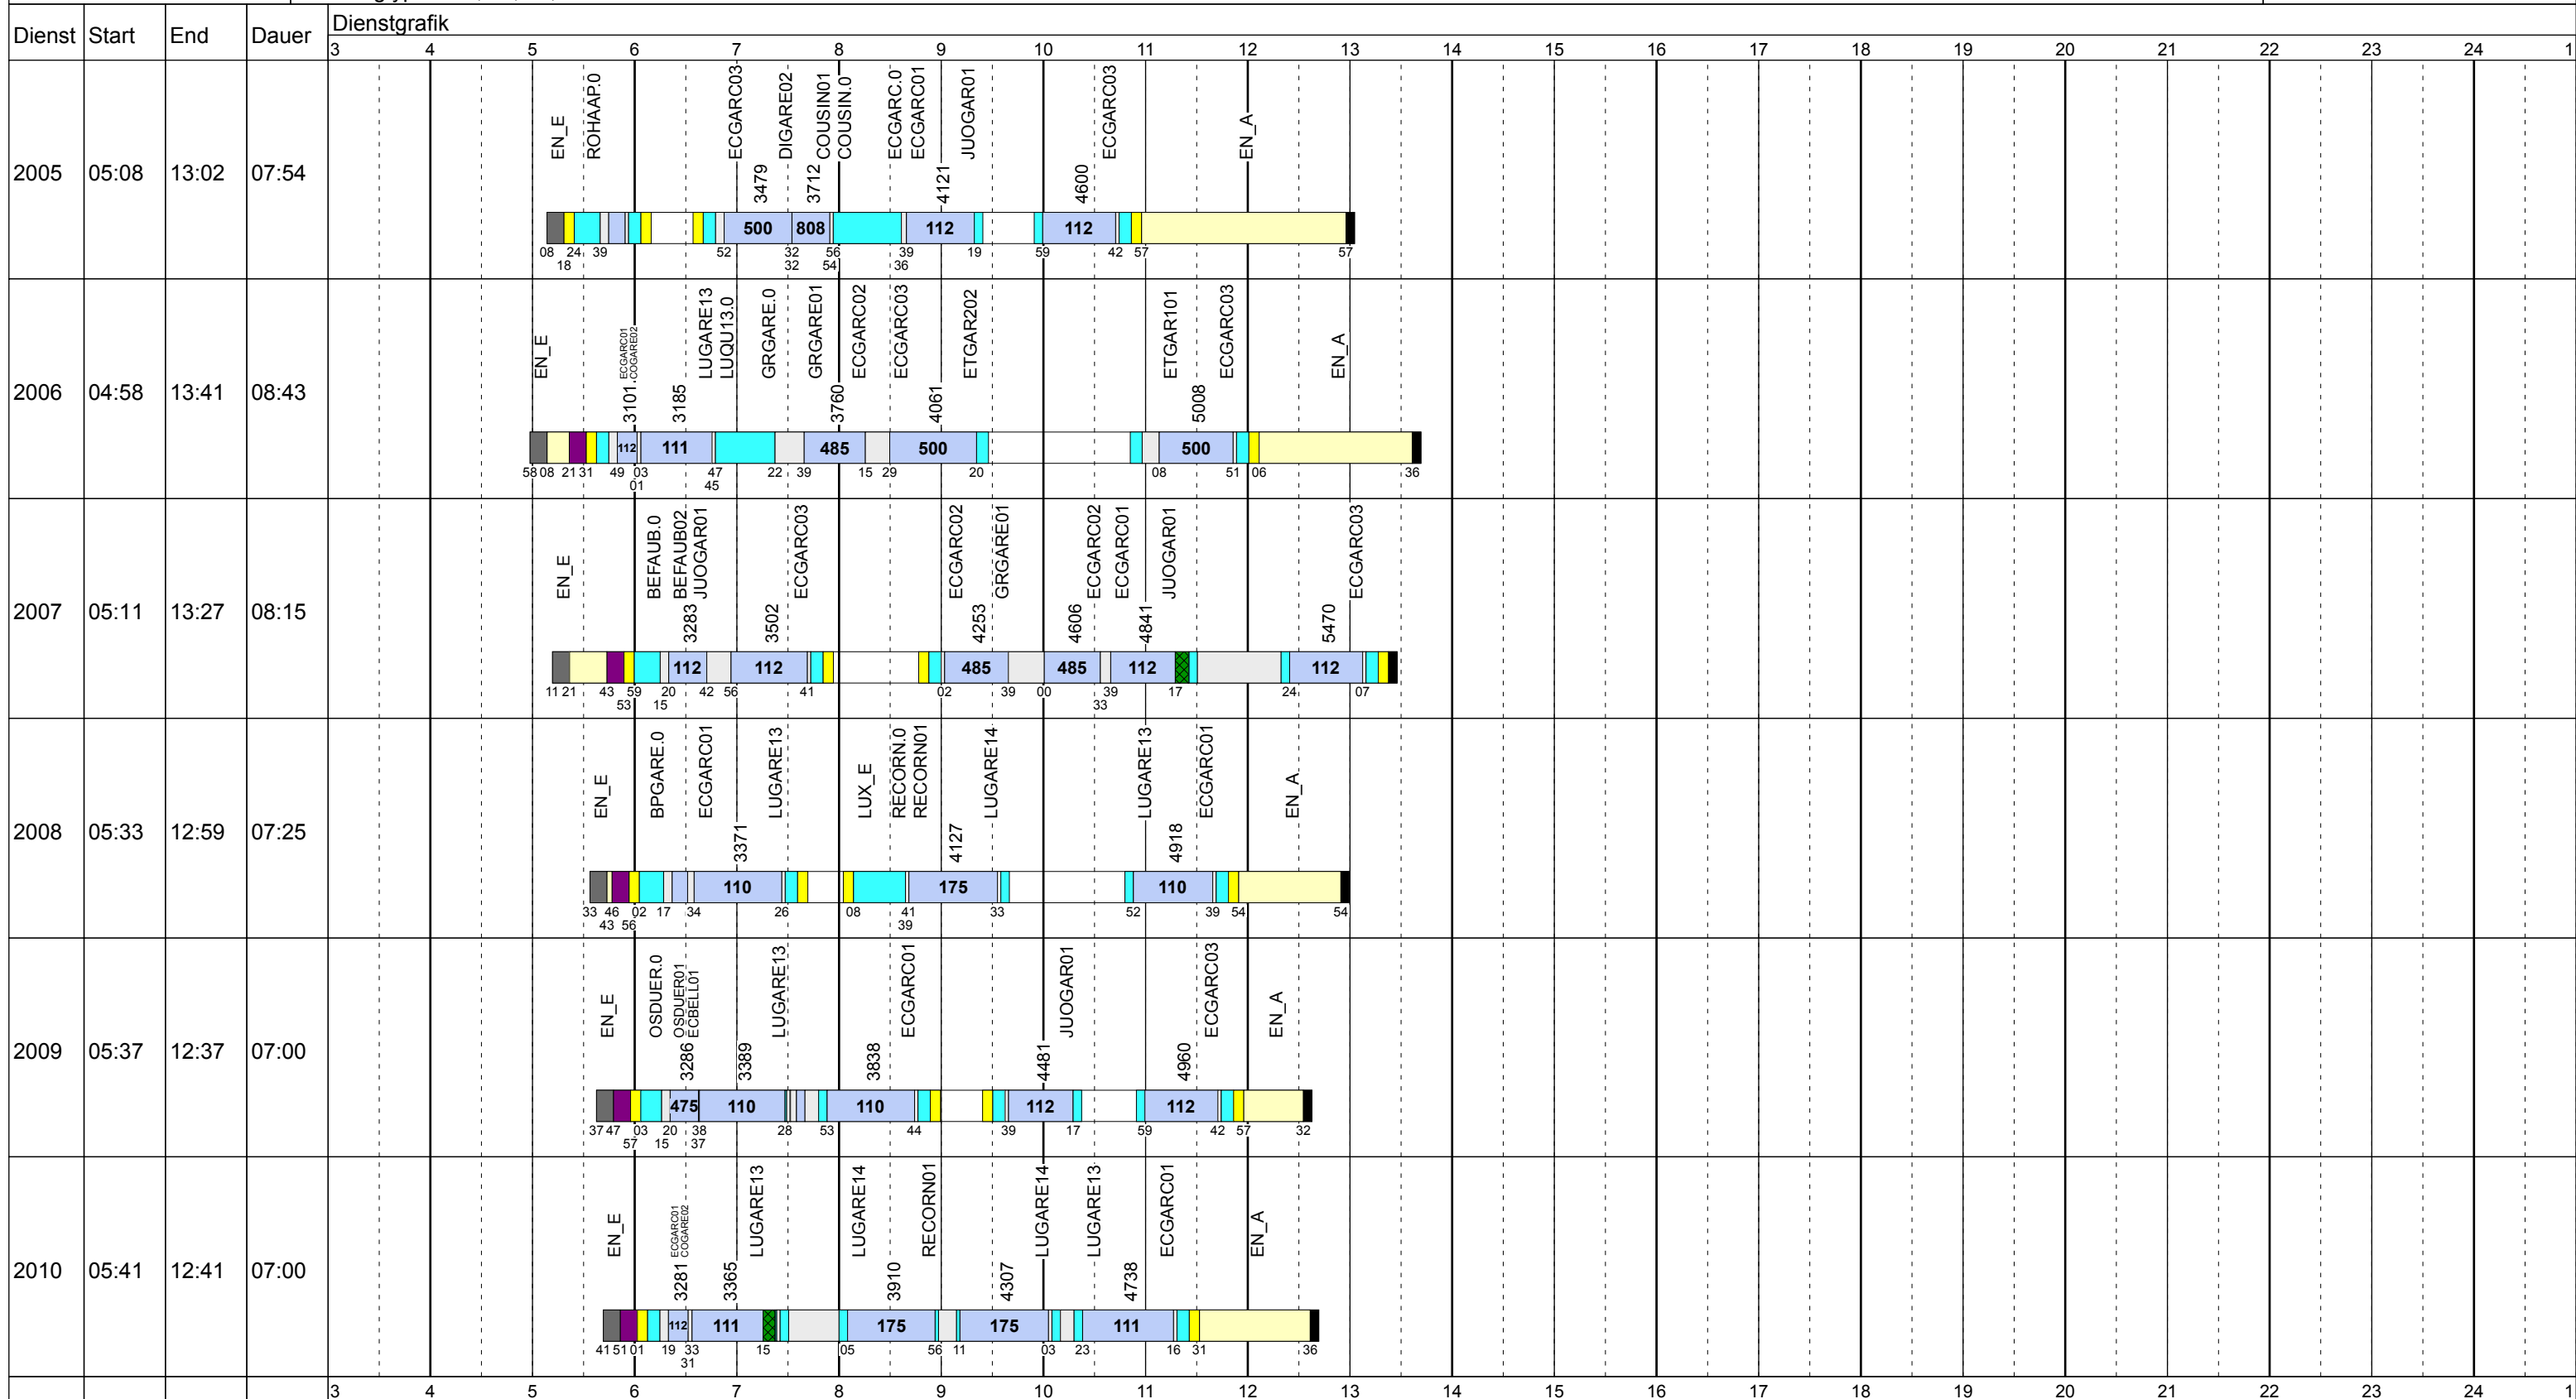 Dienstgrafik
Dienst Start End Dauer
3 4 5 6 7 8 9 10 11 12 13 14 15 16 17 18 19 20 21 22 23 24 1
2005 05:08 13:02 07:54
EN_E ROHAAP.0 ECGARC03 DIGARE02 COUSIN01 COUSIN.0 ECGARC.0 ECGARC01 JUOGAR01 ECGARC03 EN_A
3479 3712 4121 4600
500 808 112 112
08 24 39 52 32 56 39 19 59 42 57 57
18 32 54 36
2006 04:58 13:41 08:43
EN_E ECGARC01 COGARE02 LUGARE13 LUQU13.0 GRGARE.0 GRGARE01 ECGARC02 ECGARC03 ETGAR202 ETGAR101 ECGARC03 EN_A
3101 3185 3760 4061 5008
112 111 485 500 500
58 08 21 31 49 03 47 22 39 15 29 20 08 51 06 36
01 45
2007 05:11 13:27 08:15
EN_E BEFAUB.0 BEFAUB02 JUOGAR01 ECGARC03 ECGARC02 GRGARE01 ECGARC02 ECGARC01 JUOGAR01 ECGARC03
3283 3502 4253 4606 4841 5470
112 112 485 485 112 112
11 21 43 59 20 42 56 41 02 39 00 39 17 24 07
53 15 33
2008 05:33 12:59 07:25
EN_E BPGARE.0 ECGARC01 LUGARE13 LUX_E RECORN.0 RECORN01 LUGARE14 LUGARE13 ECGARC01 EN_A
3371 4127 4918
110 175 110
33 46 02 17 34 26 08 41 33 52 39 54 54
43 56 39
2009 05:37 12:37 07:00
EN_E OSDUER.0 OSDUER01 ECBELL01 LUGARE13 ECGARC01 JUOGAR01 ECGARC03 EN_A
3286 3389 3838 4481 4960
475 110 110 112 112
37 47 03 20 38 28 53 44 39 17 59 42 57 32
57 15 37
2010 05:41 12:41 07:00
EN_E ECGARC01 COGARE02 LUGARE13 LUGARE14 RECORN01 LUGARE14 LUGARE13 ECGARC01 EN_A
3281 3365 3910 4307 4738
112 111 175 175 111
41 51 01 19 33 15 05 56 11 03 23 16 31 36
31
3 4 5 6 7 8 9 10 11 12 13 14 15 16 17 18 19 20 21 22 23 24 1